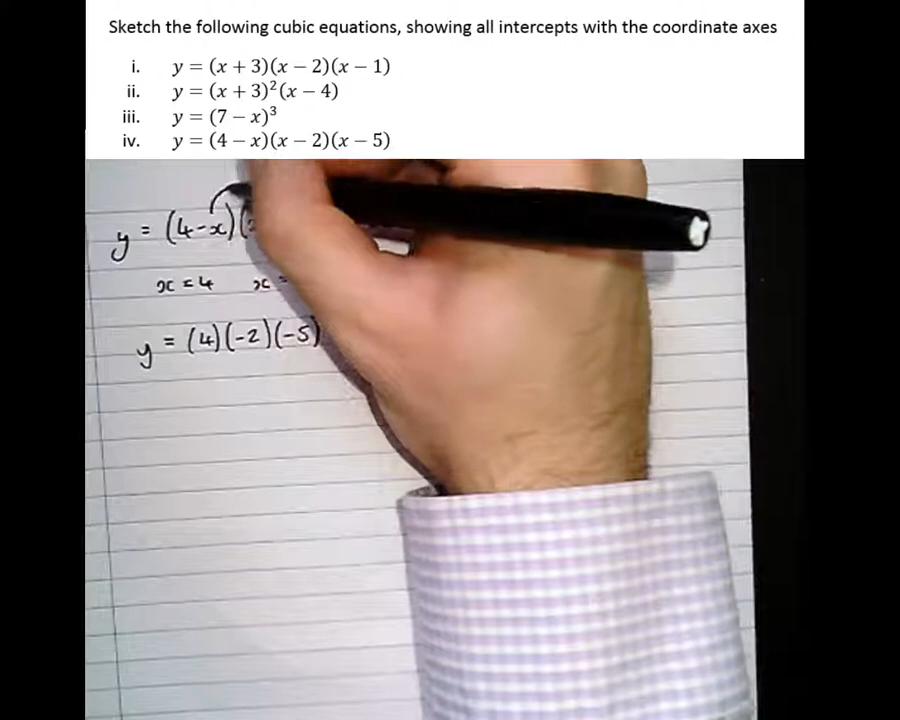 Sketch the following cubic equations, showing all intercepts with the coordinate axes
i. y = (x + 3)(x − 2)(x − 1)
ii. y = (x + 3)²(x − 4)
iii. y = (7 − x)³
iv. y = (4 − x)(x − 2)(x − 5)
y = (4-x)(
x = 4 x =
y = (4)(-2)(-5)